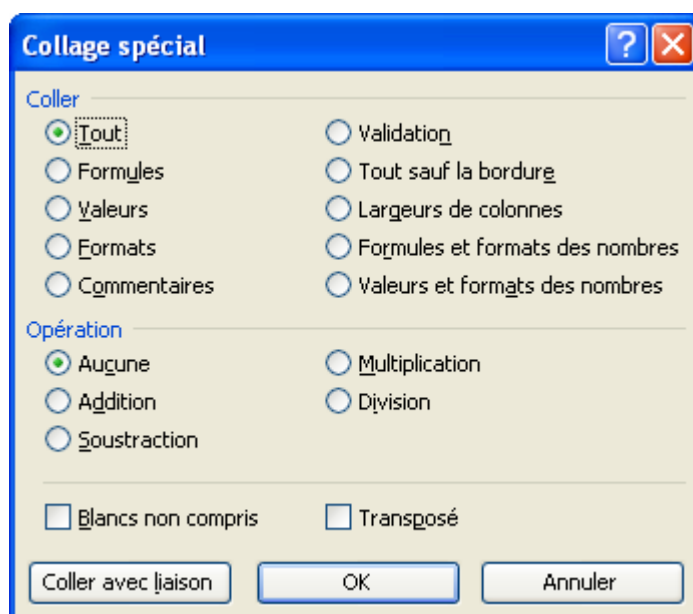 Collage spécial
Coller
Tout Validation
Formules Tout sauf la bordure
Valeurs Largeurs de colonnes
Formats Formules et formats des nombres
Commentaires Valeurs et formats des nombres
Opération
Aucune Multiplication
Addition Division
Soustraction
Blancs non compris Transposé
Coller avec liaison OK Annuler